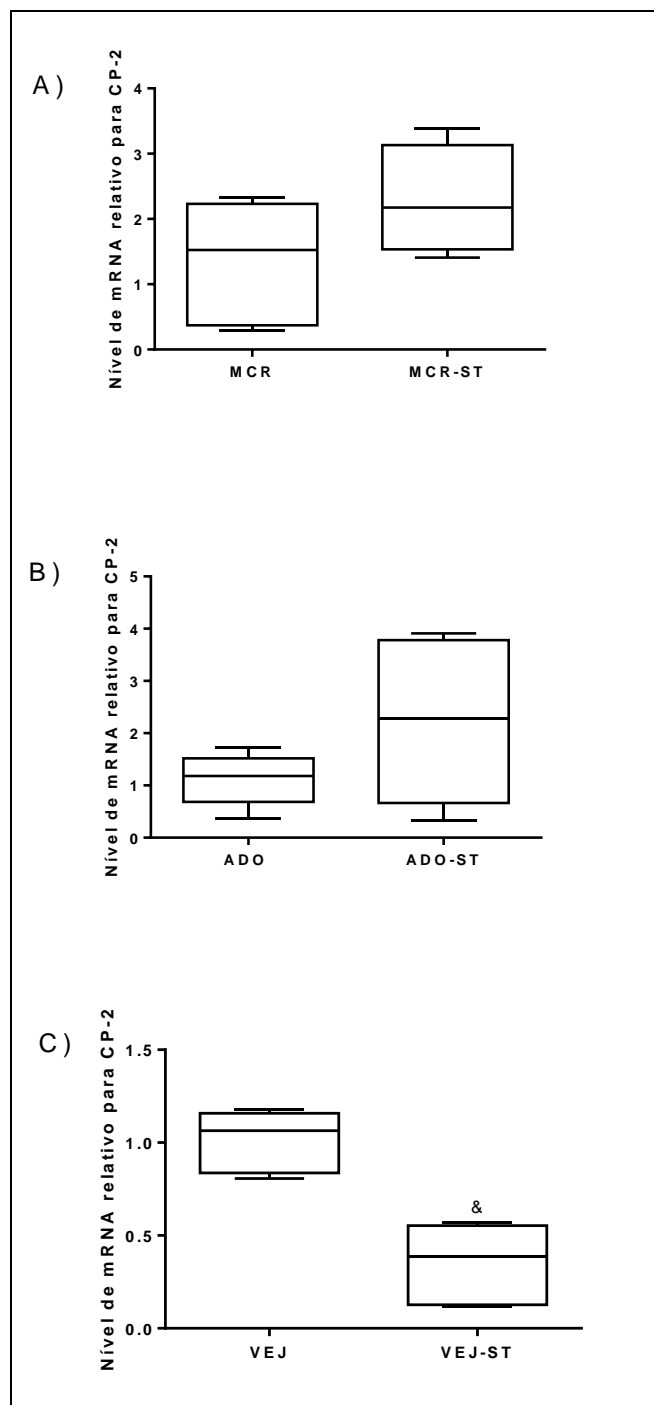 A)
Nível de mRNA relativo para CP-2
4
3
2
1
0
MCR MCR-ST
B)
Nível de mRNA relativo para CP-2
5
4
3
2
1
0
ADO ADO-ST
C)
Nível de mRNA relativo para CP-2
1.5
1.0
0.5
0.0
&
VEJ VEJ-ST